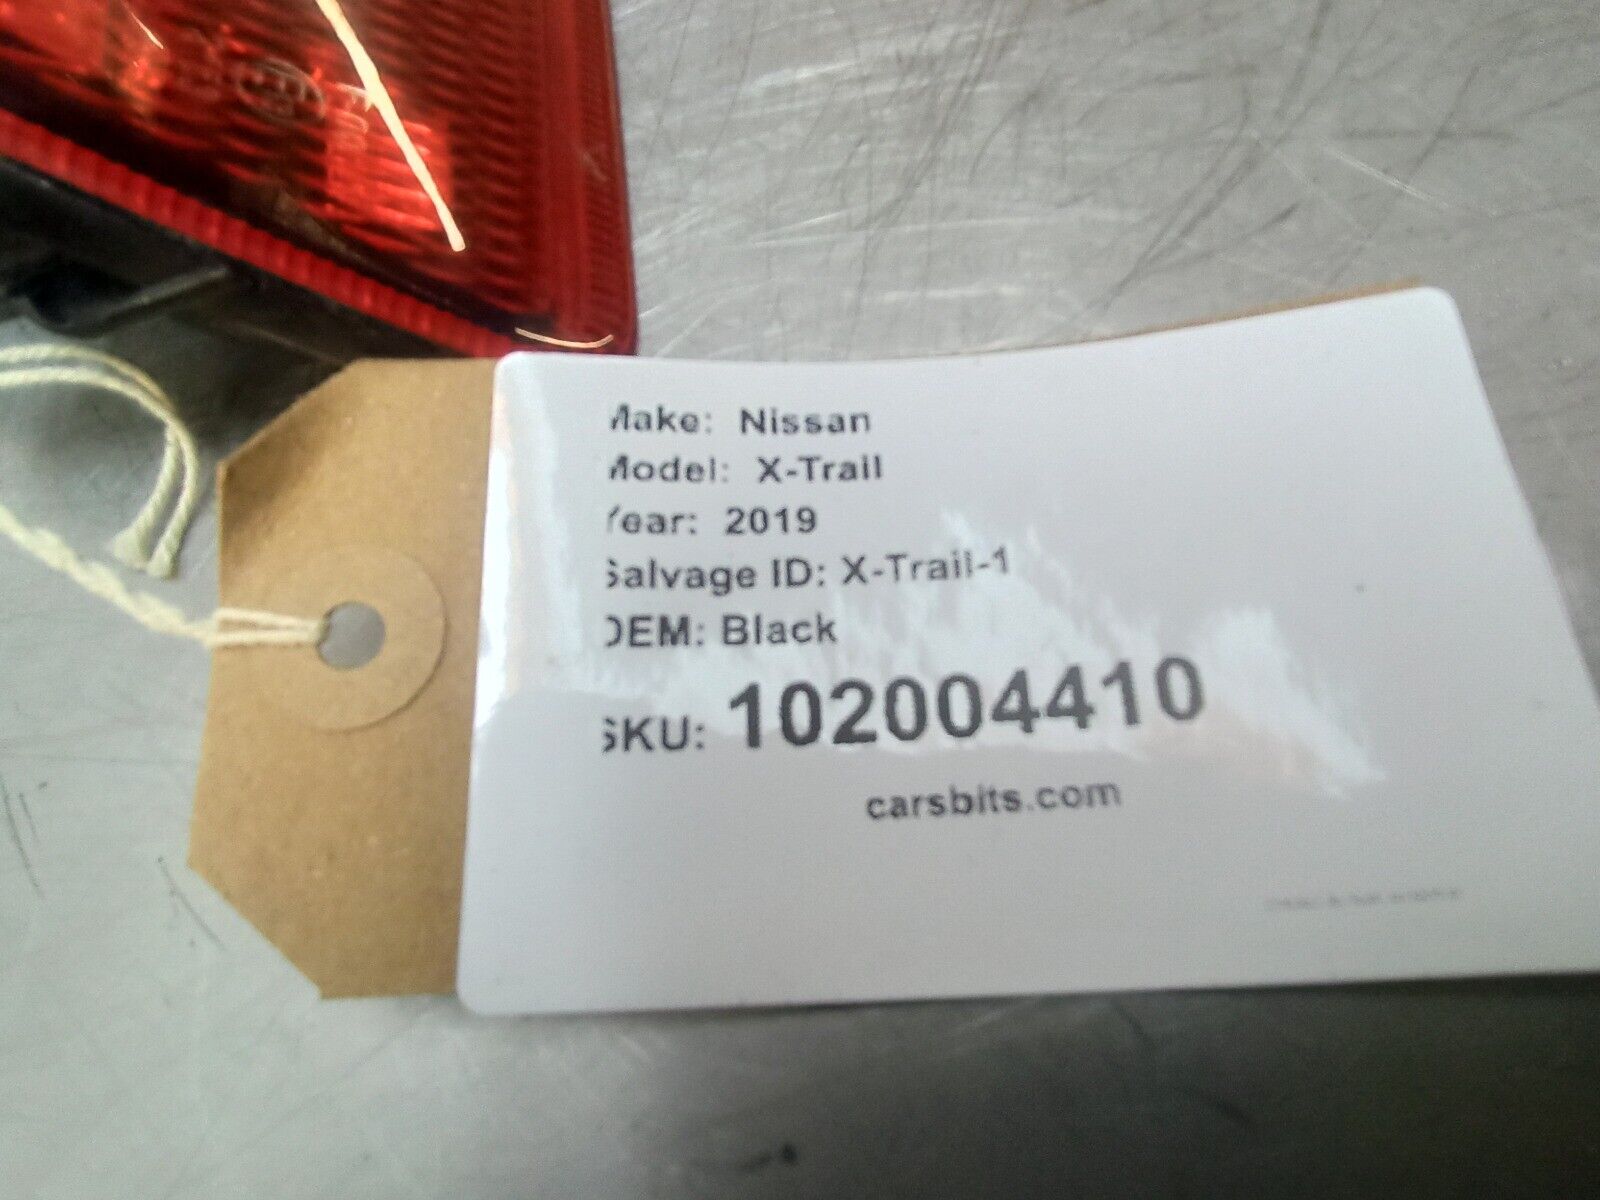 Make: Nissan
Model: X-Trail
Year: 2019
Salvage ID: X-Trail-1
OEM: Black
SKU: 102004410
carsbits.com